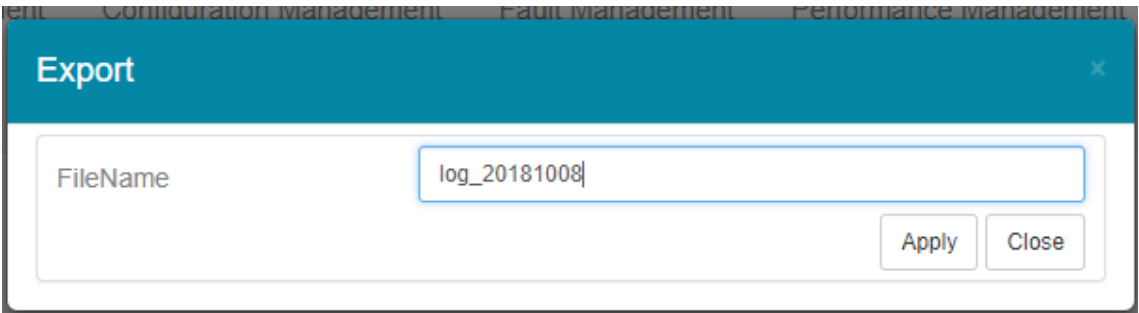 Configuration Management Fault Management Performance Management
Export
×
FileName
log_20181008
Apply Close